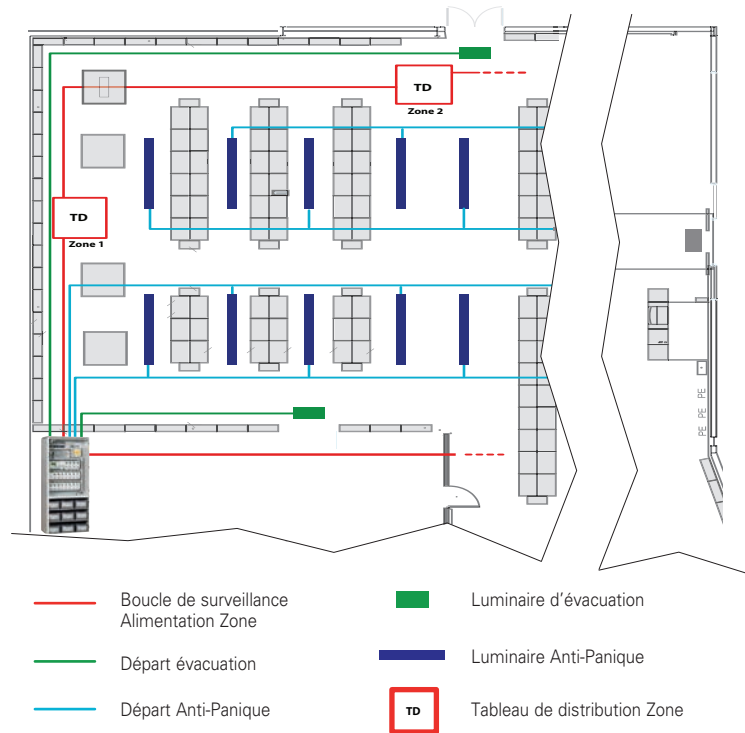 TD
Zone 2
TD
Zone 1
PE PE PE
Boucle de surveillance
Alimentation Zone
Luminaire d'évacuation
Départ évacuation
Luminaire Anti-Panique
Départ Anti-Panique
TD
Tableau de distribution Zone